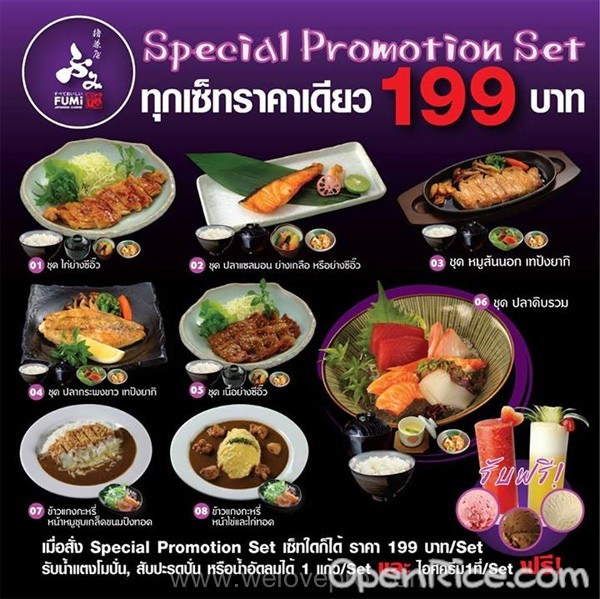 Special Promotion Set
すべておいしい
FUMi
JAPANESE CUISINE
ทุกเซ็ทราคาเดียว 199 บาท
01 ชุด ไก่ย่างซีอิ๊ว
02 ชุด ปลาแซลมอน ย่างเกลือ หรือย่างซีอิ๊ว
03 ชุด หมูสันนอก เทปังยากิ
04 ชุด ปลากระพงขาว เทปังยากิ
05 ชุด เนื้อย่างซีอิ๊ว
06 ชุด ปลาดิบรวม
07 ข้าวแกงกะหรี่
หน้าหมูชุบเกล็ดขนมปังทอด
08 ข้าวแกงกะหรี่
หน้าไข่และไก่ทอด
รับฟรี!
เมื่อสั่ง Special Promotion Set เซ็ทใดก็ได้ ราคา 199 บาท/Set
รับน้ำแตงโมปั่น, สับปะรดปั่น หรือน้ำอัดลมได้ 1 แก้ว/Set และ ไอศครีม1ที่/Set ฟรี!
OpenRice.com